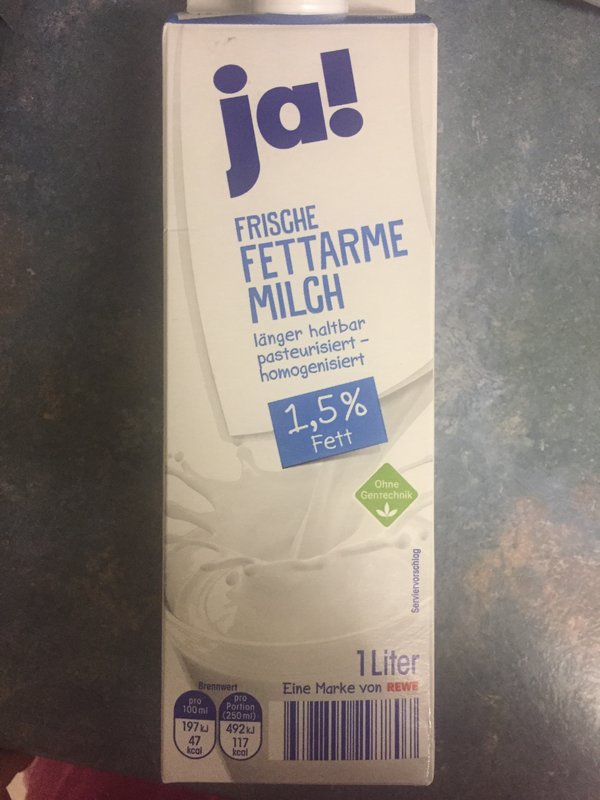 ja!
FRISCHE
FETTARME
MILCH
länger haltbar
pasteurisiert –
homogenisiert
1,5%
Fett
Ohne
GenTechnik
Serviervorschlag
1 Liter
Eine Marke von REWE
Brennwert
pro
100 ml
197 kJ
47
kcal
pro
Portion
(250 ml)
492 kJ
117
kcal